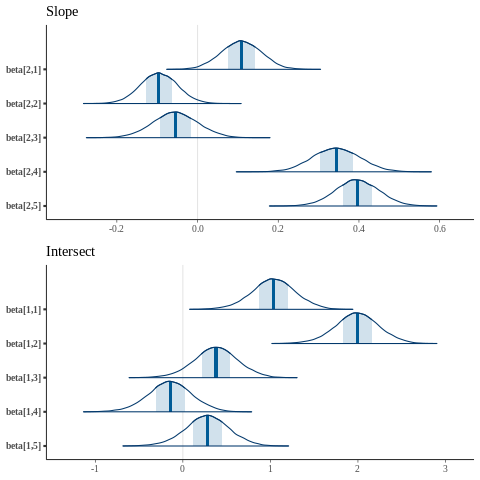 Slope
beta[2,1]
beta[2,2]
beta[2,3]
beta[2,4]
beta[2,5]
-0.2 0.0 0.2 0.4 0.6
Intersect
beta[1,1]
beta[1,2]
beta[1,3]
beta[1,4]
beta[1,5]
-1 0 1 2 3